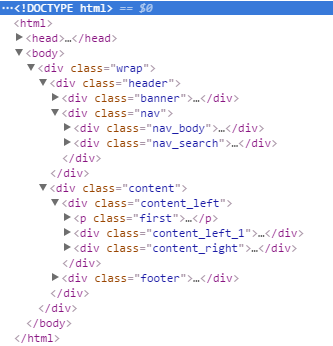 …<!DOCTYPE html> == $0
<html>
▶<head>…</head>
▼<body>
▼<div class="wrap">
▼<div class="header">
▶<div class="banner">…</div>
▼<div class="nav">
▶<div class="nav_body">…</div>
▶<div class="nav_search">…</div>
</div>
</div>
▼<div class="content">
▼<div class="content_left">
▶<p class="first">…</p>
▶<div class="content_left_1">…</div>
▶<div class="content_right">…</div>
</div>
▶<div class="footer">…</div>
</div>
</div>
</body>
</html>